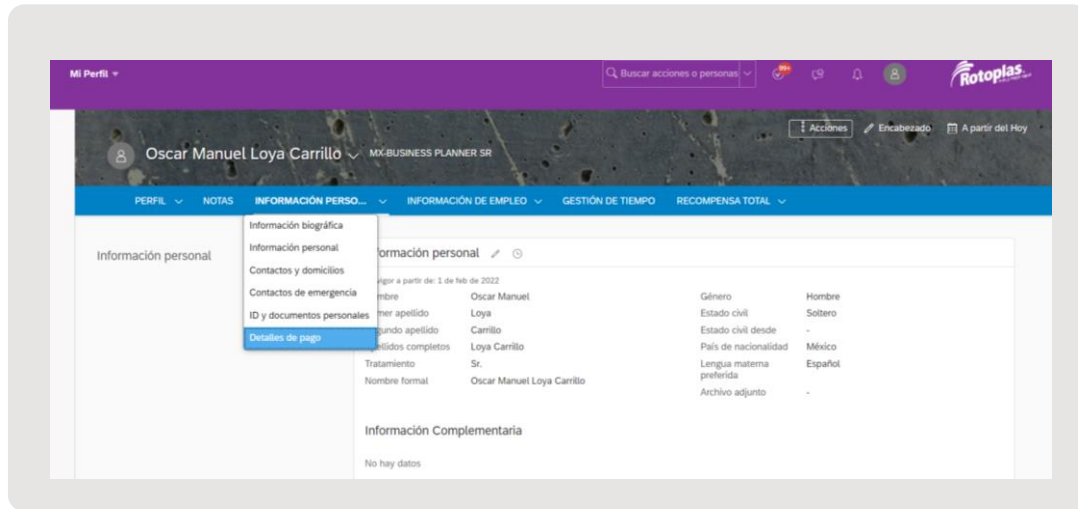 Mi Perfil
Buscar acciones o personas
99+
Rotoplas
Oscar Manuel Loya Carrillo MX-BUSINESS PLANNER SR
Acciones Encabezado A partir del Hoy
PERFIL NOTAS INFORMACIÓN PERSO... INFORMACIÓN DE EMPLEO GESTIÓN DE TIEMPO RECOMPENSA TOTAL
Información personal
Información biográfica
Información personal
Contactos y domicilios
Contactos de emergencia
ID y documentos personales
Detalles de pago
formación personal
vigor a partir de: 1 de feb de 2022
mbre Oscar Manuel
mer apellido Loya
gundo apellido Carrillo
pellidos completos Loya Carrillo
Tratamiento Sr.
Nombre formal Oscar Manuel Loya Carrillo
Género Hombre
Estado civil Soltero
Estado civil desde -
País de nacionalidad México
Lengua materna preferida Español
Archivo adjunto -
Información Complementaria
No hay datos